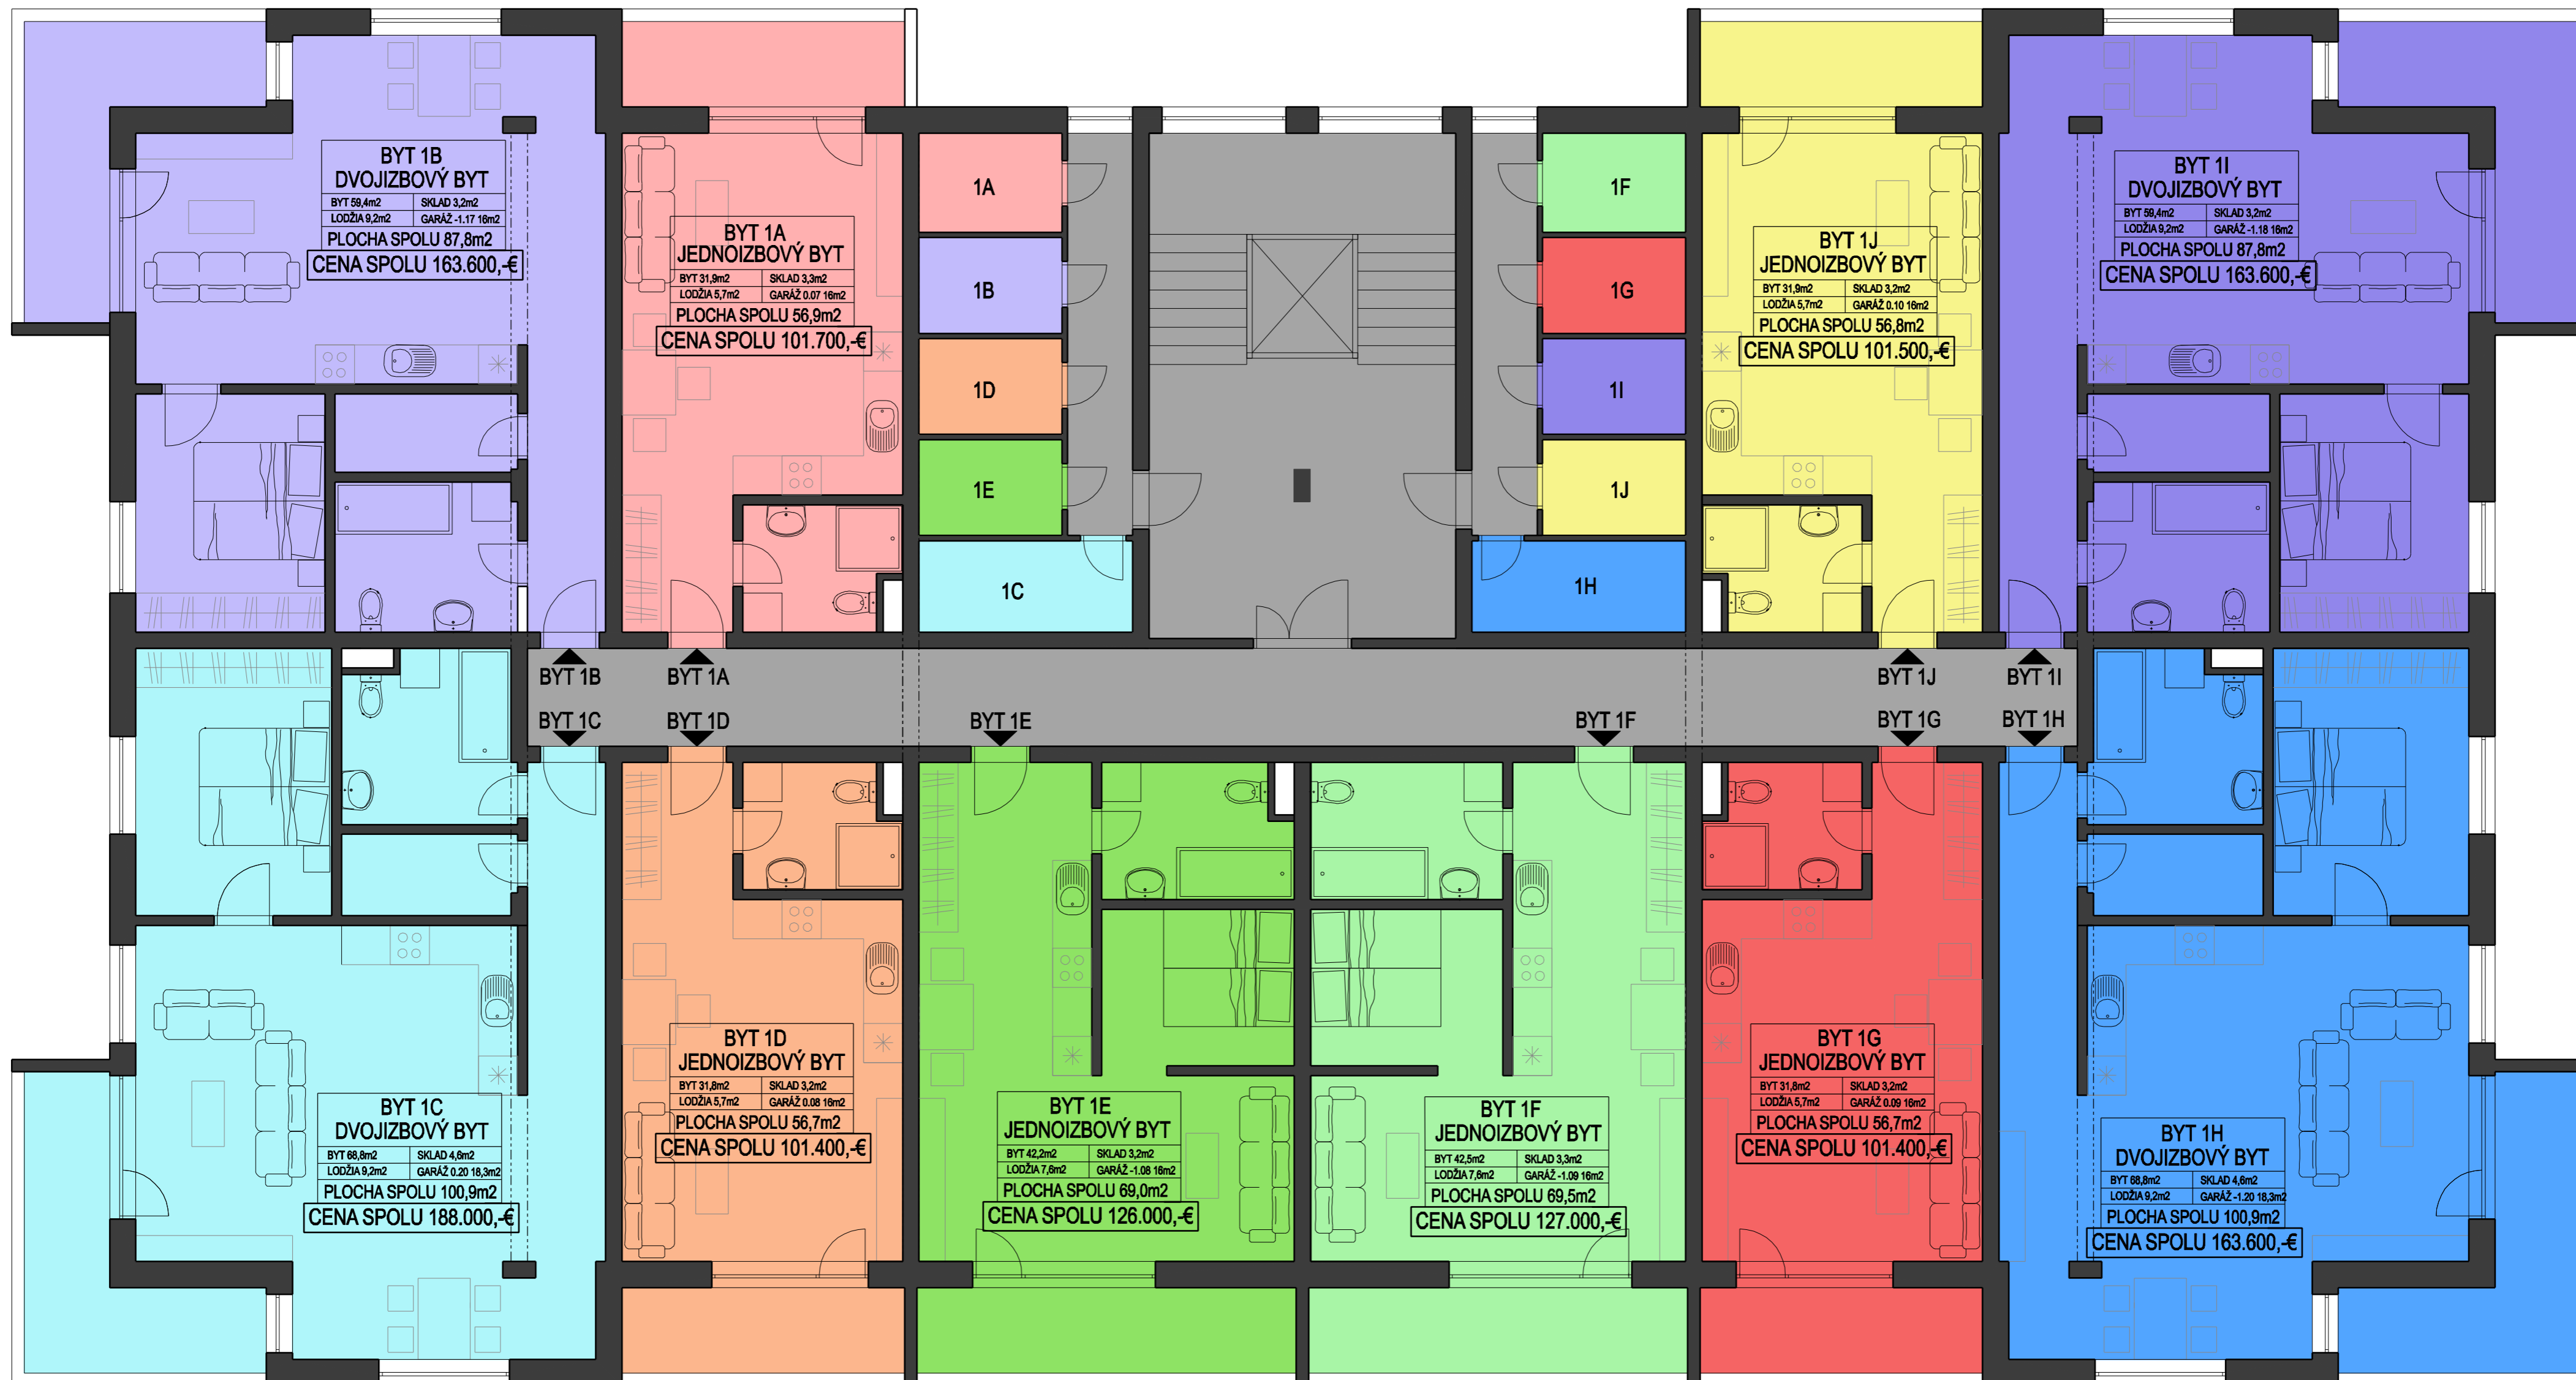 BYT 1B
DVOJIZBOVÝ BYT
BYT 59,4m2 SKLAD 3,2m2
LODŽIA 9,2m2 GARÁŽ -1.17 16m2
PLOCHA SPOLU 87,8m2
CENA SPOLU 163.600,-€
BYT 1A
JEDNOIZBOVÝ BYT
BYT 31,9m2 SKLAD 3,3m2
LODŽIA 5,7m2 GARÁŽ 0.07 16m2
PLOCHA SPOLU 56,9m2
CENA SPOLU 101.700,-€
1A
1B
1D
1E
1C
1F
1G
1I
1J
1H
BYT 1J
JEDNOIZBOVÝ BYT
BYT 31,9m2 SKLAD 3,2m2
LODŽIA 5,7m2 GARÁŽ 0.10 16m2
PLOCHA SPOLU 56,8m2
CENA SPOLU 101.500,-€
BYT 1I
DVOJIZBOVÝ BYT
BYT 59,4m2 SKLAD 3,2m2
LODŽIA 9,2m2 GARÁŽ -1.18 16m2
PLOCHA SPOLU 87,8m2
CENA SPOLU 163.600,-€
BYT 1B BYT 1A BYT 1J BYT 1I
BYT 1C BYT 1D BYT 1E BYT 1F BYT 1G BYT 1H
BYT 1C
DVOJIZBOVÝ BYT
BYT 68,8m2 SKLAD 4,6m2
LODŽIA 9,2m2 GARÁŽ 0.20 18,3m2
PLOCHA SPOLU 100,9m2
CENA SPOLU 188.000,-€
BYT 1D
JEDNOIZBOVÝ BYT
BYT 31,8m2 SKLAD 3,2m2
LODŽIA 5,7m2 GARÁŽ 0.08 16m2
PLOCHA SPOLU 56,7m2
CENA SPOLU 101.400,-€
BYT 1E
JEDNOIZBOVÝ BYT
BYT 42,2m2 SKLAD 3,2m2
LODŽIA 7,6m2 GARÁŽ -1.08 16m2
PLOCHA SPOLU 69,0m2
CENA SPOLU 126.000,-€
BYT 1F
JEDNOIZBOVÝ BYT
BYT 42,5m2 SKLAD 3,3m2
LODŽIA 7,6m2 GARÁŽ -1.09 16m2
PLOCHA SPOLU 69,5m2
CENA SPOLU 127.000,-€
BYT 1G
JEDNOIZBOVÝ BYT
BYT 31,8m2 SKLAD 3,2m2
LODŽIA 5,7m2 GARÁŽ 0.09 16m2
PLOCHA SPOLU 56,7m2
CENA SPOLU 101.400,-€
BYT 1H
DVOJIZBOVÝ BYT
BYT 68,8m2 SKLAD 4,6m2
LODŽIA 9,2m2 GARÁŽ -1.20 18,3m2
PLOCHA SPOLU 100,9m2
CENA SPOLU 163.600,-€